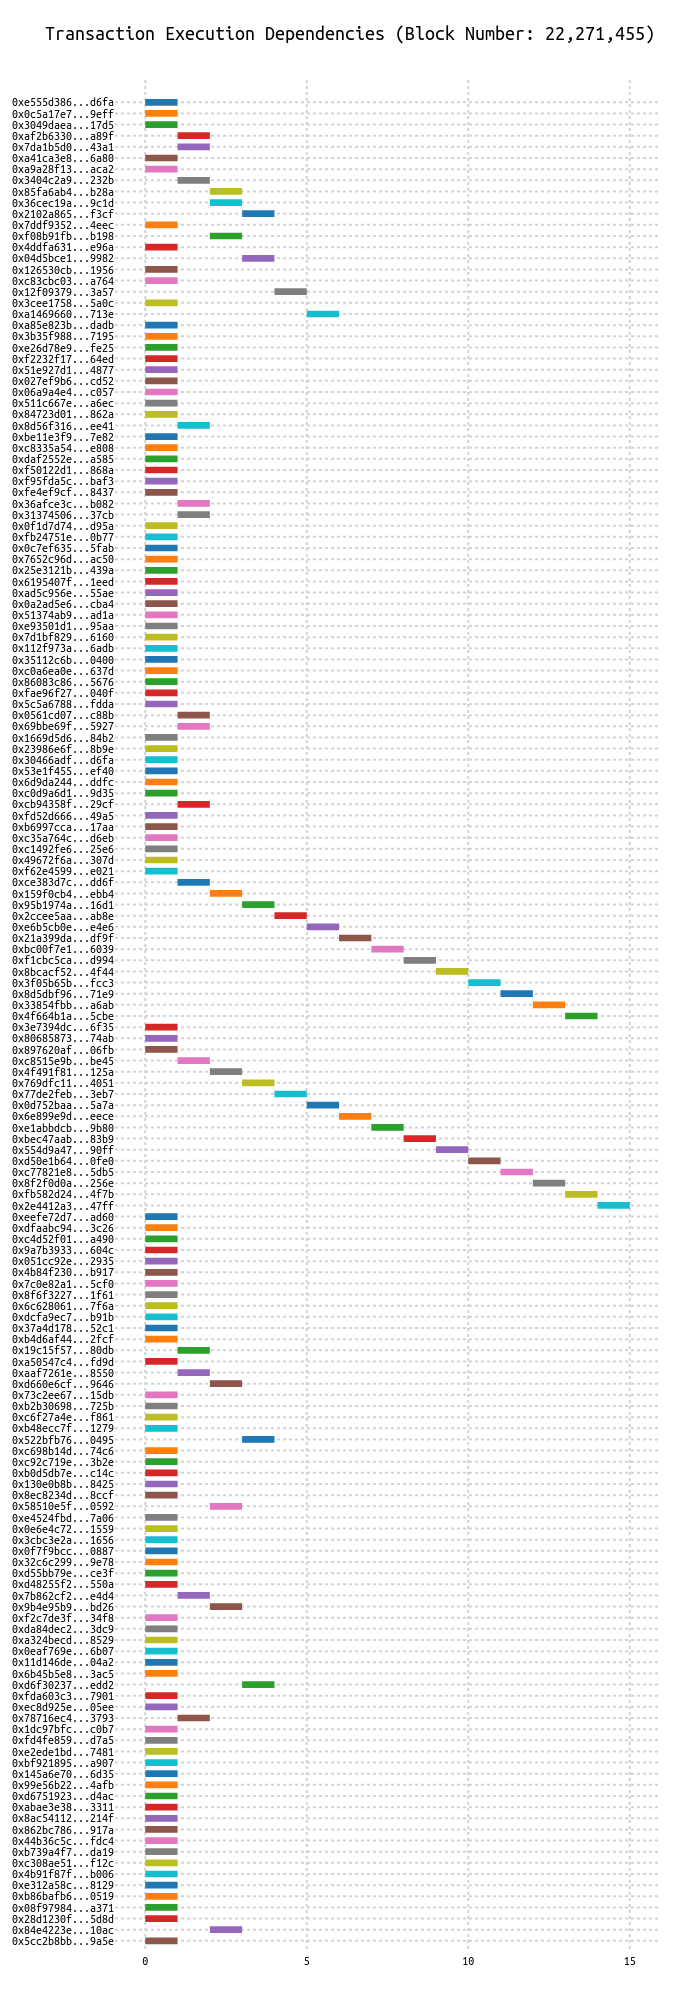 Transaction Execution Dependencies (Block Number: 22,271,455)
0xe555d386...d6fa
0x0c5a17e7...9eff
0x3049daea...17d5
0xaf2b6330...a89f
0x7da1b5d0...43a1
0xa41ca3e8...6a80
0xa9a28f13...aca2
0x3404c2a9...232b
0x85fa6ab4...b28a
0x36cec19a...9c1d
0x2102a865...f3cf
0x7ddf9352...4eec
0xf08b91fb...b198
0x4ddfa631...e96a
0x04d5bce1...9982
0x126530cb...1956
0xc83cbc03...a764
0x12f09379...3a57
0x3cee1758...5a0c
0xa1469660...713e
0xa85e823b...dadb
0x3b35f988...7195
0xe26d78e9...fe25
0xf2232f17...64ed
0x51e927d1...4877
0x027ef9b6...cd52
0x06a9a4e4...c057
0x511c667e...a6ec
0x84723d01...862a
0x8d56f316...ee41
0xbe11e3f9...7e82
0xc8335a54...e808
0xdaf2552e...a585
0xf50122d1...868a
0xf95fda5c...baf3
0xfe4ef9cf...8437
0x36afce3c...b082
0x31374506...37cb
0x0f1d7d74...d95a
0xfb24751e...0b77
0x0c7ef635...5fab
0x7652c96d...ac50
0x25e3121b...439a
0x6195407f...1eed
0xad5c956e...55ae
0x0a2ad5e6...cba4
0x51374ab9...ad1a
0xe93501d1...95aa
0x7d1bf829...6160
0x112f973a...6adb
0x35112c6b...0400
0xc0a6ea0e...637d
0x86083c86...5676
0xfae96f27...040f
0x5c5a6788...fdda
0x0561cd07...c88b
0x69bbe69f...5927
0x1669d5d6...84b2
0x23986e6f...8b9e
0x30466adf...d6fa
0x53e1f455...ef40
0x6d9da244...ddfc
0xc0d9a6d1...9d35
0xcb94358f...29cf
0xfd52d666...49a5
0xb6997cca...17aa
0xc35a764c...d6eb
0xc1492fe6...25e6
0x49672f6a...307d
0xf62e4599...e021
0xce383d7c...dd6f
0x159f0cb4...ebb4
0x95b1974a...16d1
0x2ccee5aa...ab8e
0xe6b5cb0e...e4e6
0x21a399da...df9f
0xbc00f7e1...6039
0xf1cbc5ca...d994
0x8bcacf52...4f44
0x3f05b65b...fcc3
0x8d5dbf96...71e9
0x33854fbb...a6ab
0x4f664b1a...5cbe
0x3e7394dc...6f35
0x80685873...74ab
0x897620af...06fb
0xc8515e9b...be45
0x4f491f81...125a
0x769dfc11...4051
0x77de2feb...3eb7
0x0d752baa...5a7a
0x6e899e9d...eece
0xe1abbdcb...9b80
0xbec47aab...83b9
0x554d9a47...90ff
0xd50e1b64...0fe0
0xc77821e8...5db5
0x8f2f0d0a...256e
0xfb582d24...4f7b
0x2e4412a3...47ff
0xeefe72d7...ad60
0xdfaabc94...3c26
0xc4d52f01...a490
0x9a7b3933...604c
0x051cc92e...2935
0x4b84f230...b917
0x7c0e82a1...5cf0
0x8f6f3227...1f61
0x6c628061...7f6a
0xdcfa9ec7...b91b
0x37a4d178...52c1
0xb4d6af44...2fcf
0x19c15f57...80db
0xa50547c4...fd9d
0xaaf7261e...8550
0xd660e6cf...9646
0x73c2ee67...15db
0xb2b30698...725b
0xc6f27a4e...f861
0xb48ecc7f...1279
0x522bfb76...0495
0xc698b14d...74c6
0xc92c719e...3b2e
0xb0d5db7e...c14c
0x130e0b8b...8425
0x8ec8234d...8ccf
0x58510e5f...0592
0xe4524fbd...7a06
0x0e6e4c72...1559
0x3cbc3e2a...1656
0x0f7f9bcc...0887
0x32c6c299...9e78
0xd55bb79e...ce3f
0xd48255f2...550a
0x7b862cf2...e4d4
0x9b4e95b9...bd26
0xf2c7de3f...34f8
0xda84dec2...3dc9
0xa324becd...8529
0x0eaf769e...6b07
0x11d146de...04a2
0x6b45b5e8...3ac5
0xd6f30237...edd2
0xfda603c3...7901
0xec8d925e...05ee
0x78716ec4...3793
0x1dc97bfc...c0b7
0xfd4fe859...d7a5
0xe2ede1bd...7481
0xbf921895...a907
0x145a6e70...6d35
0x99e56b22...4afb
0xd6751923...d4ac
0xabae3e38...3311
0x8ac54112...214f
0x862bc786...917a
0x44b36c5c...fdc4
0xb739a4f7...da19
0xc308ae51...f12c
0x4b91f87f...b006
0xe312a58c...8129
0xb86bafb6...0519
0x08f97984...a371
0x28d1230f...5d8d
0x84e4223e...10ac
0x5cc2b8bb...9a5e
0 5 10 15